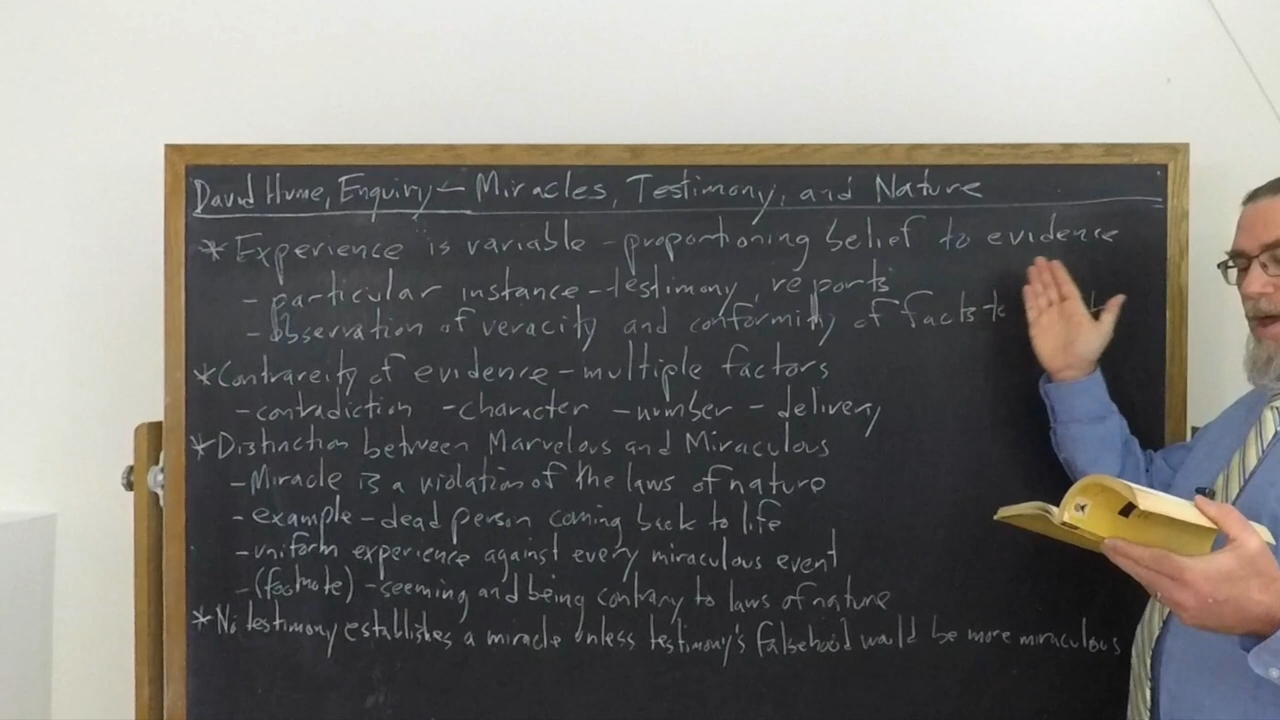 David Hume, Enquiry - Miracles, Testimony, and Nature
* Experience is variable - proportioning belief to evidence
- particular instance - testimony, reports
- observation of veracity and conformity of facts to
* Contrareity of evidence - multiple factors
- contradiction - character - number - delivery
* Distinction between Marvelous and Miraculous
- Miracle is a violation of the laws of nature
- example - dead person coming back to life
- uniform experience against every miraculous event
- (footnote) - seeming and being contrary to laws of nature
* No testimony establishes a miracle unless testimony's falsehood would be more miraculous